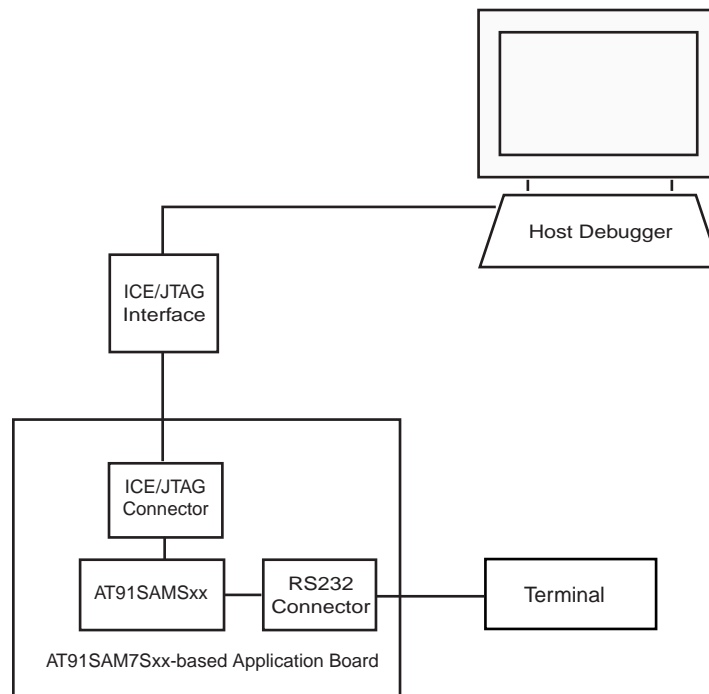 Host Debugger
ICE/JTAG
Interface
ICE/JTAG
Connector
AT91SAMSxx
RS232
Connector
Terminal
AT91SAM7Sxx-based Application Board